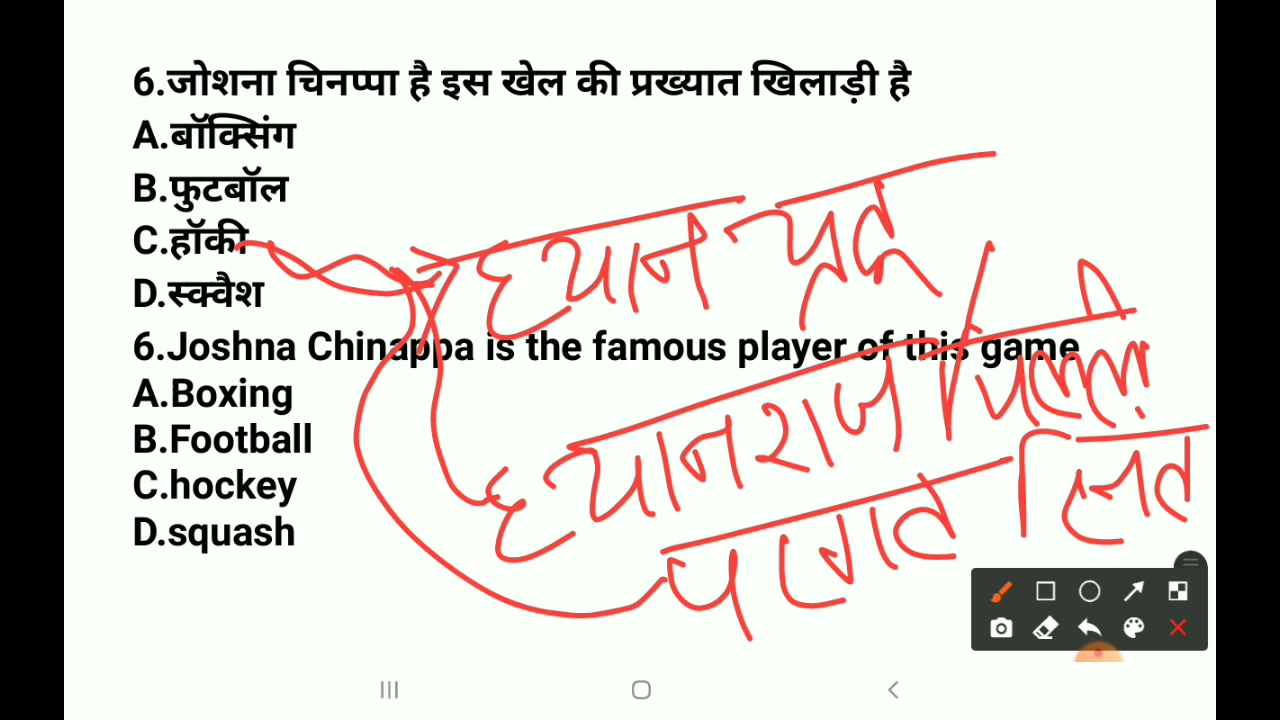 6.जोशना चिनप्पा है इस खेल की प्रख्यात खिलाड़ी है
A.बॉक्सिंग
B.फुटबॉल
C.हॉकी
D.स्क्वैश
6.Joshna Chinappa is the famous player of this game
A.Boxing
B.Football
C.hockey
D.squash
ध्यान
ध्यानराज पिल्ले